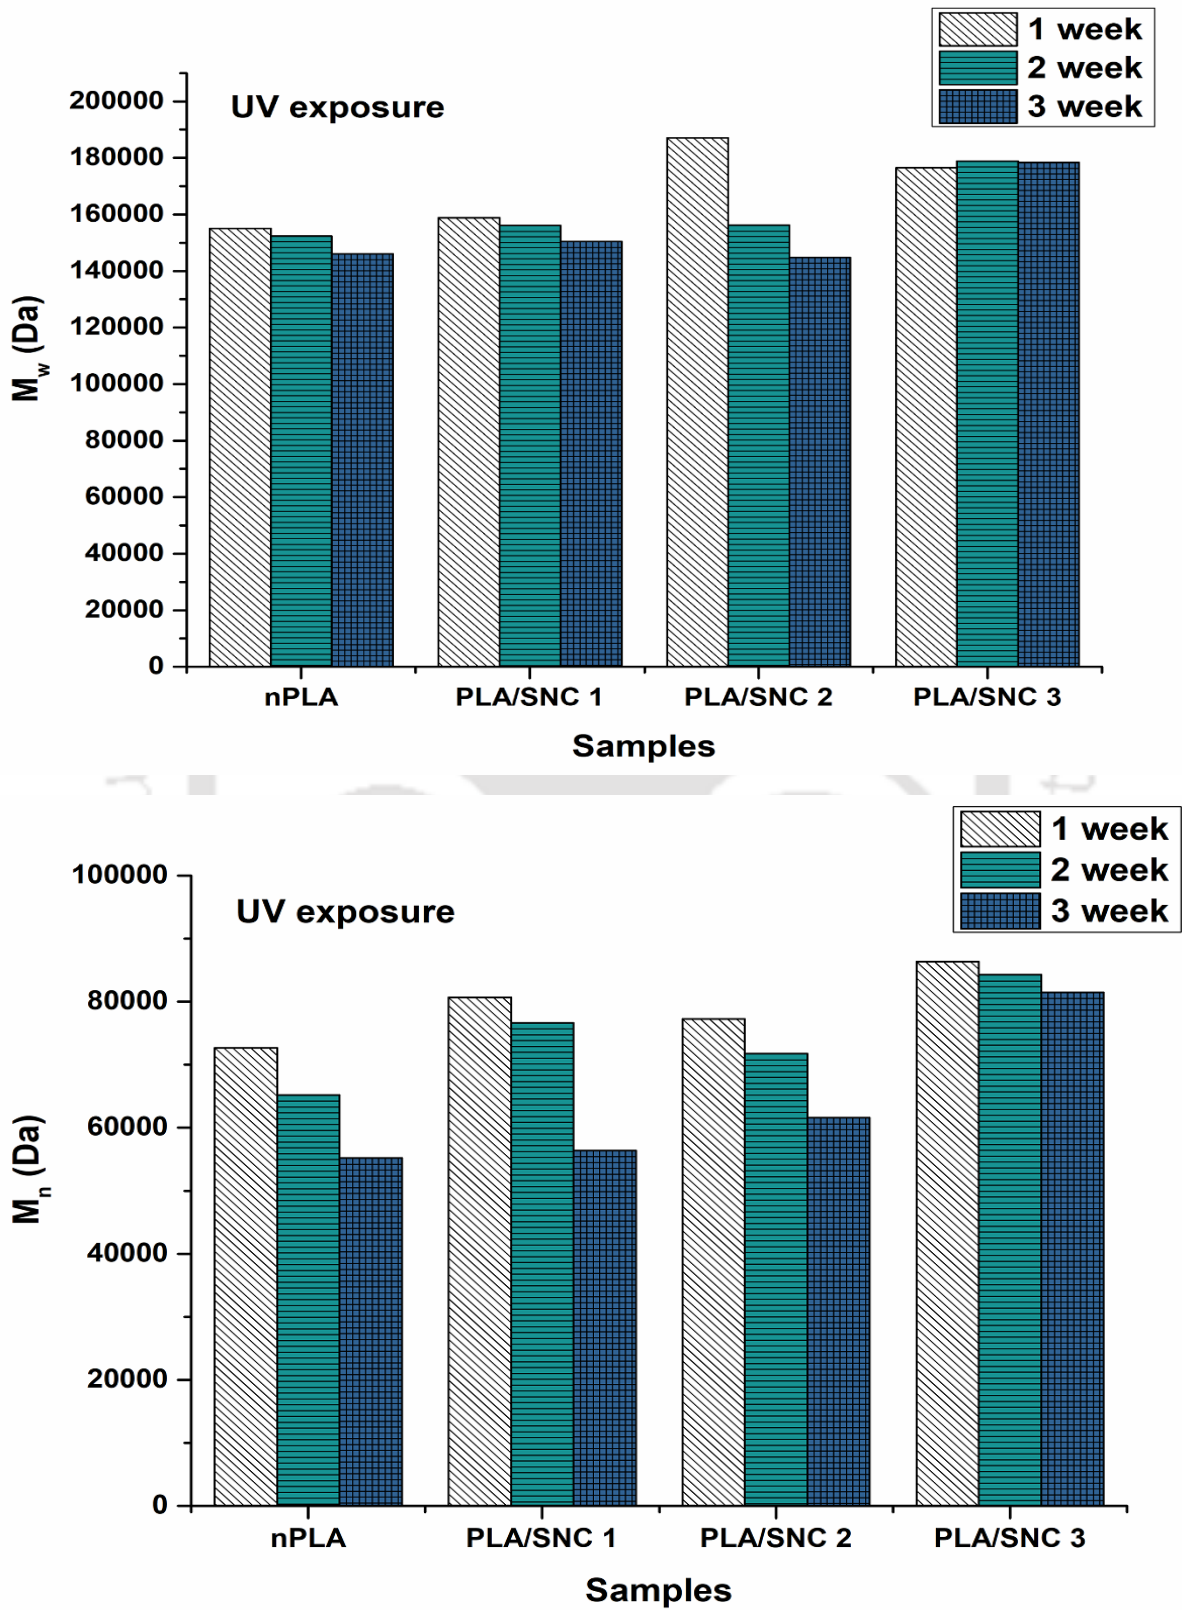 1 week
2 week
3 week
UV exposure
200000
180000
160000
140000
120000
100000
80000
60000
40000
20000
0
Mw (Da)
nPLA PLA/SNC 1 PLA/SNC 2 PLA/SNC 3
Samples
1 week
2 week
3 week
UV exposure
100000
80000
60000
40000
20000
0
Mn (Da)
nPLA PLA/SNC 1 PLA/SNC 2 PLA/SNC 3
Samples